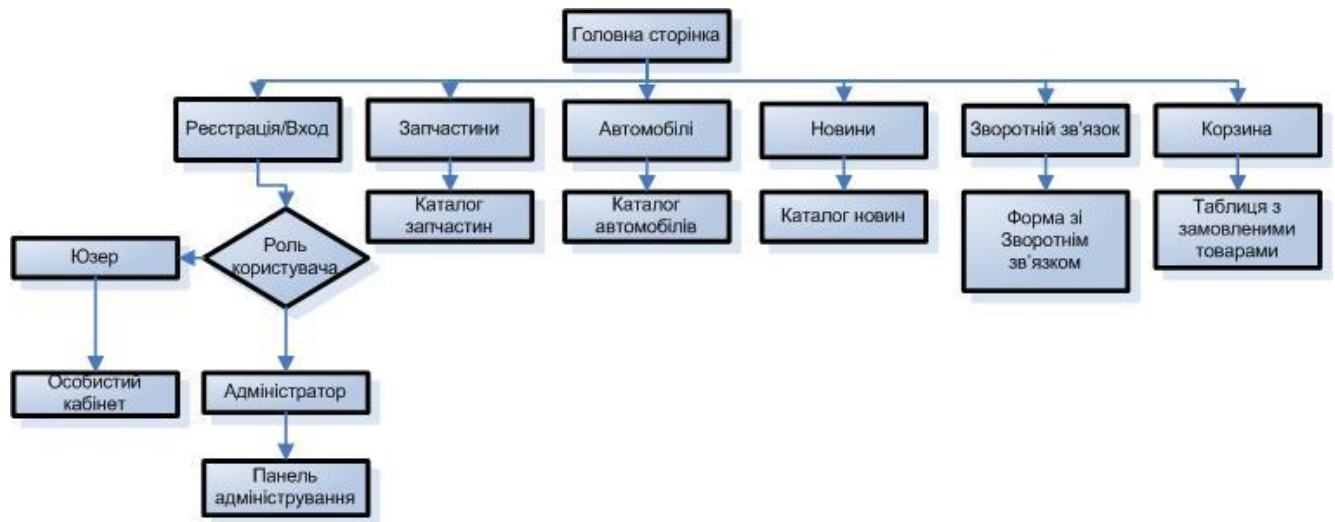 Головна сторінка
Реєстрація/Вход
Запчастини
Автомобілі
Новини
Зворотній зв'язок
Корзина
Каталог
запчастин
Каталог
автомобілів
Каталог новин
Форма зі
Зворотнім
зв'язком
Таблиця з
замовленими
товарами
Роль
користувача
Юзер
Особистий
кабінет
Адміністратор
Панель
адміністрування